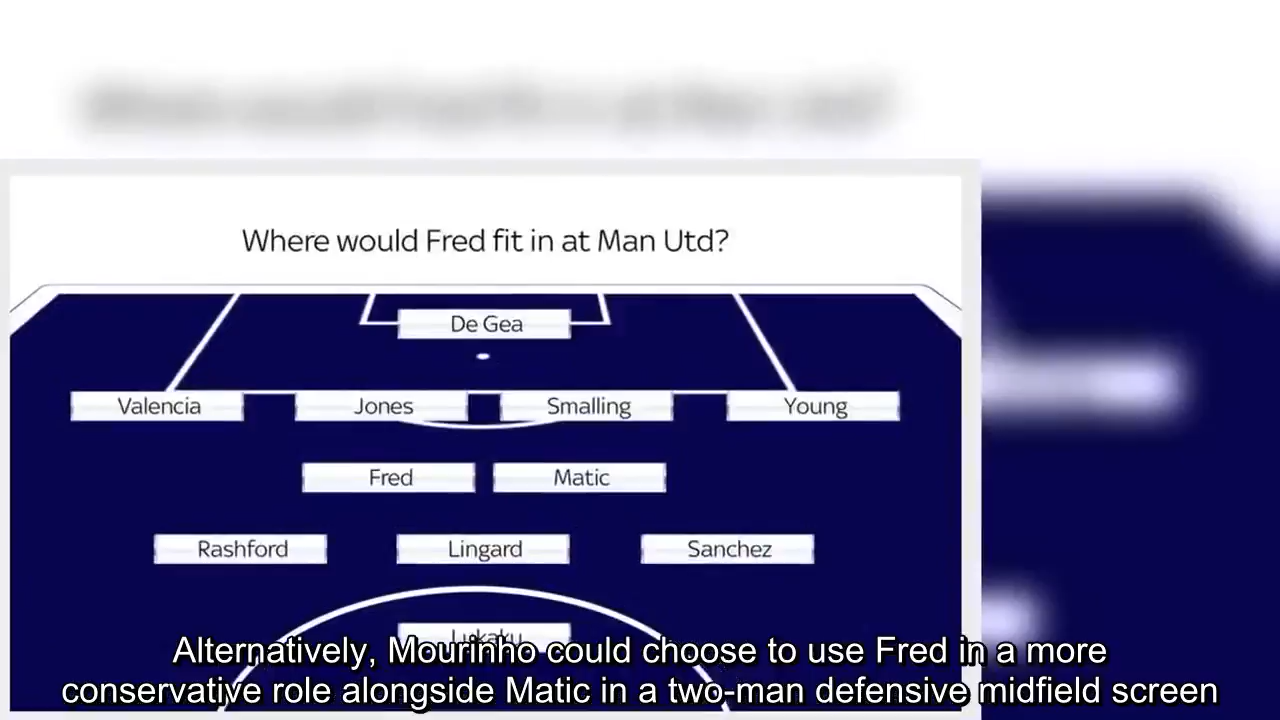 Where would Fred fit in at Man Utd?
De Gea
Valencia Jones Smalling Young
Fred Matic
Rashford Lingard Sanchez
Lukaku
Alternatively, Mourinho could choose to use Fred in a more
conservative role alongside Matic in a two-man defensive midfield screen